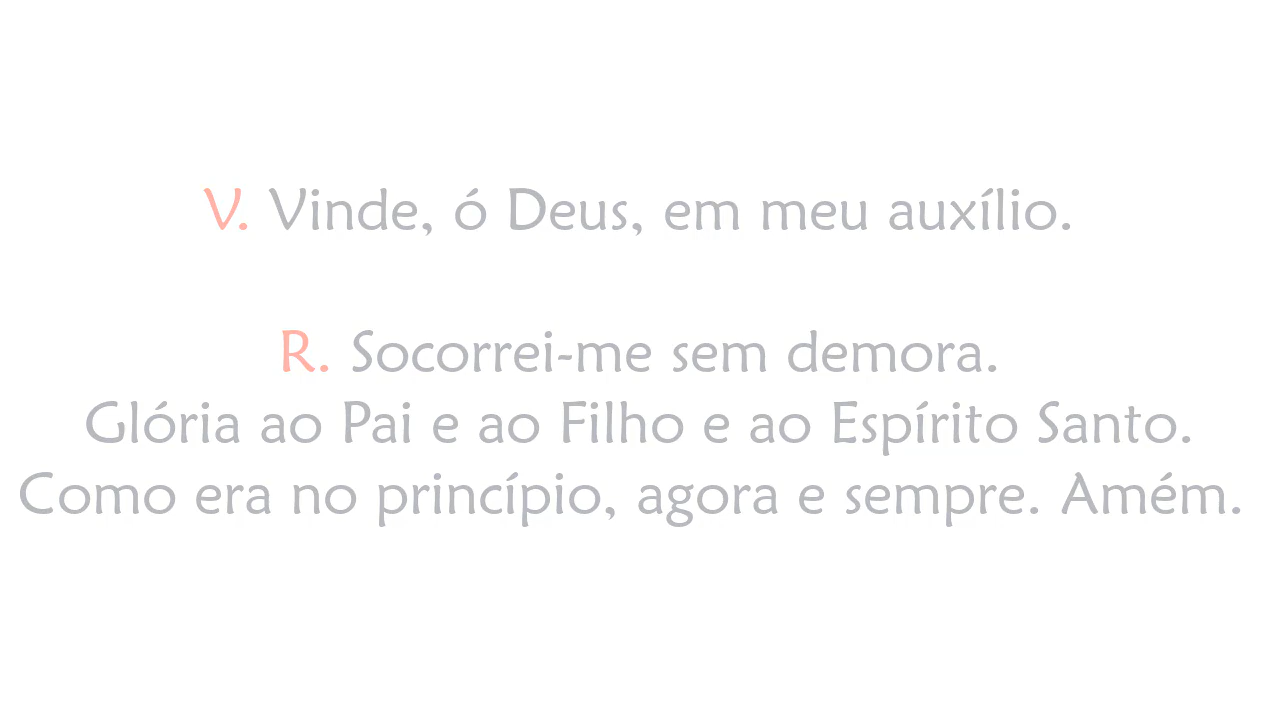 V. Vinde, ó Deus, em meu auxílio.
R. Socorrei-me sem demora.
Glória ao Pai e ao Filho e ao Espírito Santo.
Como era no princípio, agora e sempre. Amém.